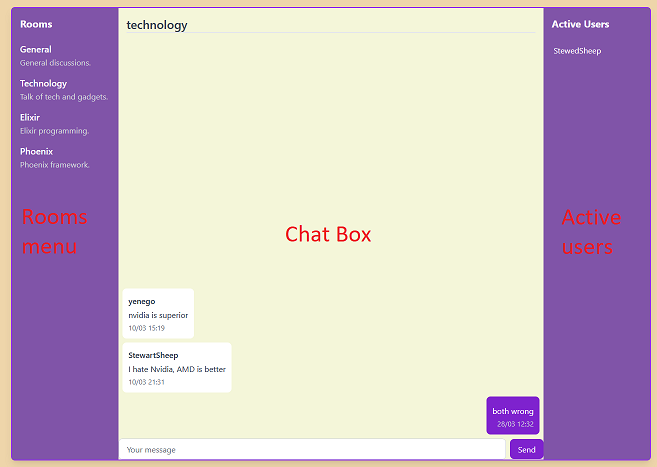 Rooms
General
General discussions.
Technology
Talk of tech and gadgets.
Elixir
Elixir programming.
Phoenix
Phoenix framework.
Rooms
menu
technology
Chat Box
yenego
nvidia is superior
10/03 15:19
StewartSheep
I hate Nvidia, AMD is better
10/03 21:31
both wrong
28/03 12:32
Your message
Send
Active Users
StewedSheep
Active
users